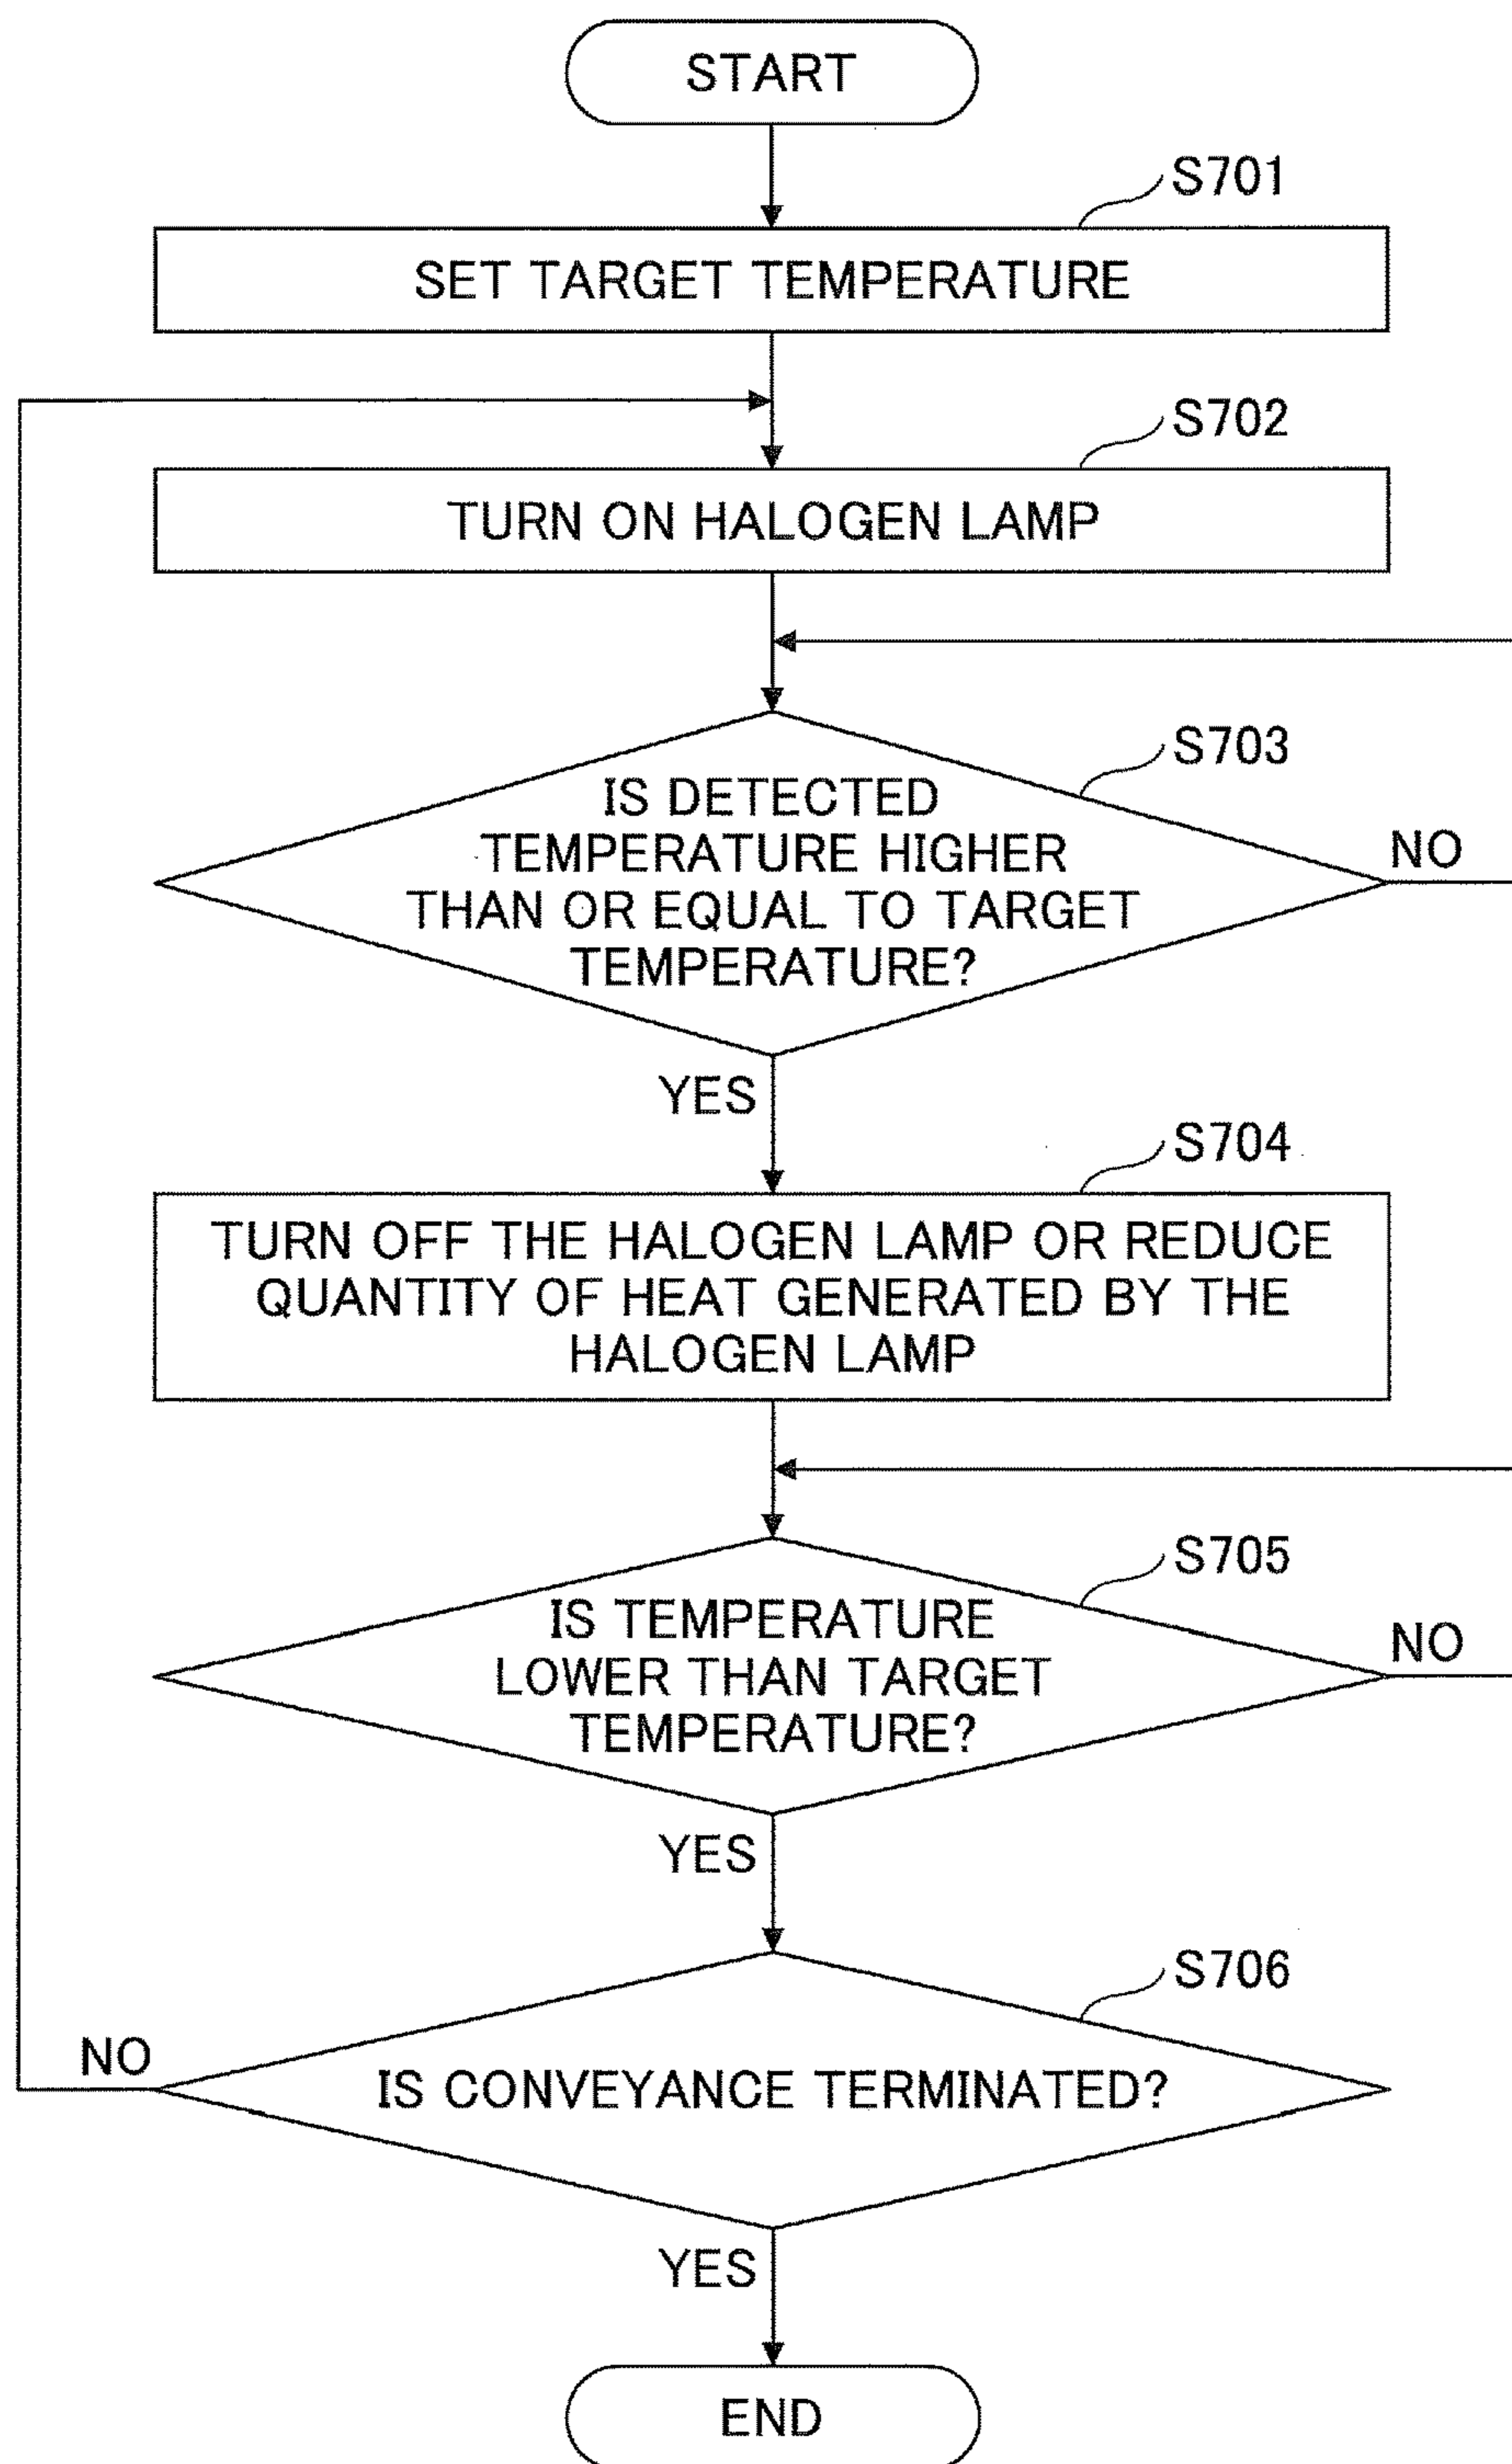 START
S701
SET TARGET TEMPERATURE
S702
TURN ON HALOGEN LAMP
S703
IS DETECTED
TEMPERATURE HIGHER
THAN OR EQUAL TO TARGET
TEMPERATURE?
NO
YES
S704
TURN OFF THE HALOGEN LAMP OR REDUCE
QUANTITY OF HEAT GENERATED BY THE
HALOGEN LAMP
S705
IS TEMPERATURE
LOWER THAN TARGET
TEMPERATURE?
NO
YES
S706
NO
IS CONVEYANCE TERMINATED?
YES
END